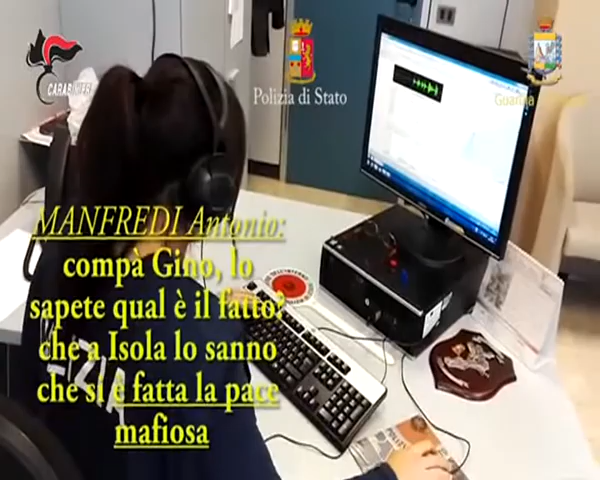 CARABINIERI
Polizia di Stato
Guardia
MANFREDI Antonio:
compà Gino, lo
sapete qual è il fatto?
che a Isola lo sanno
che si è fatta la pace
mafiosa